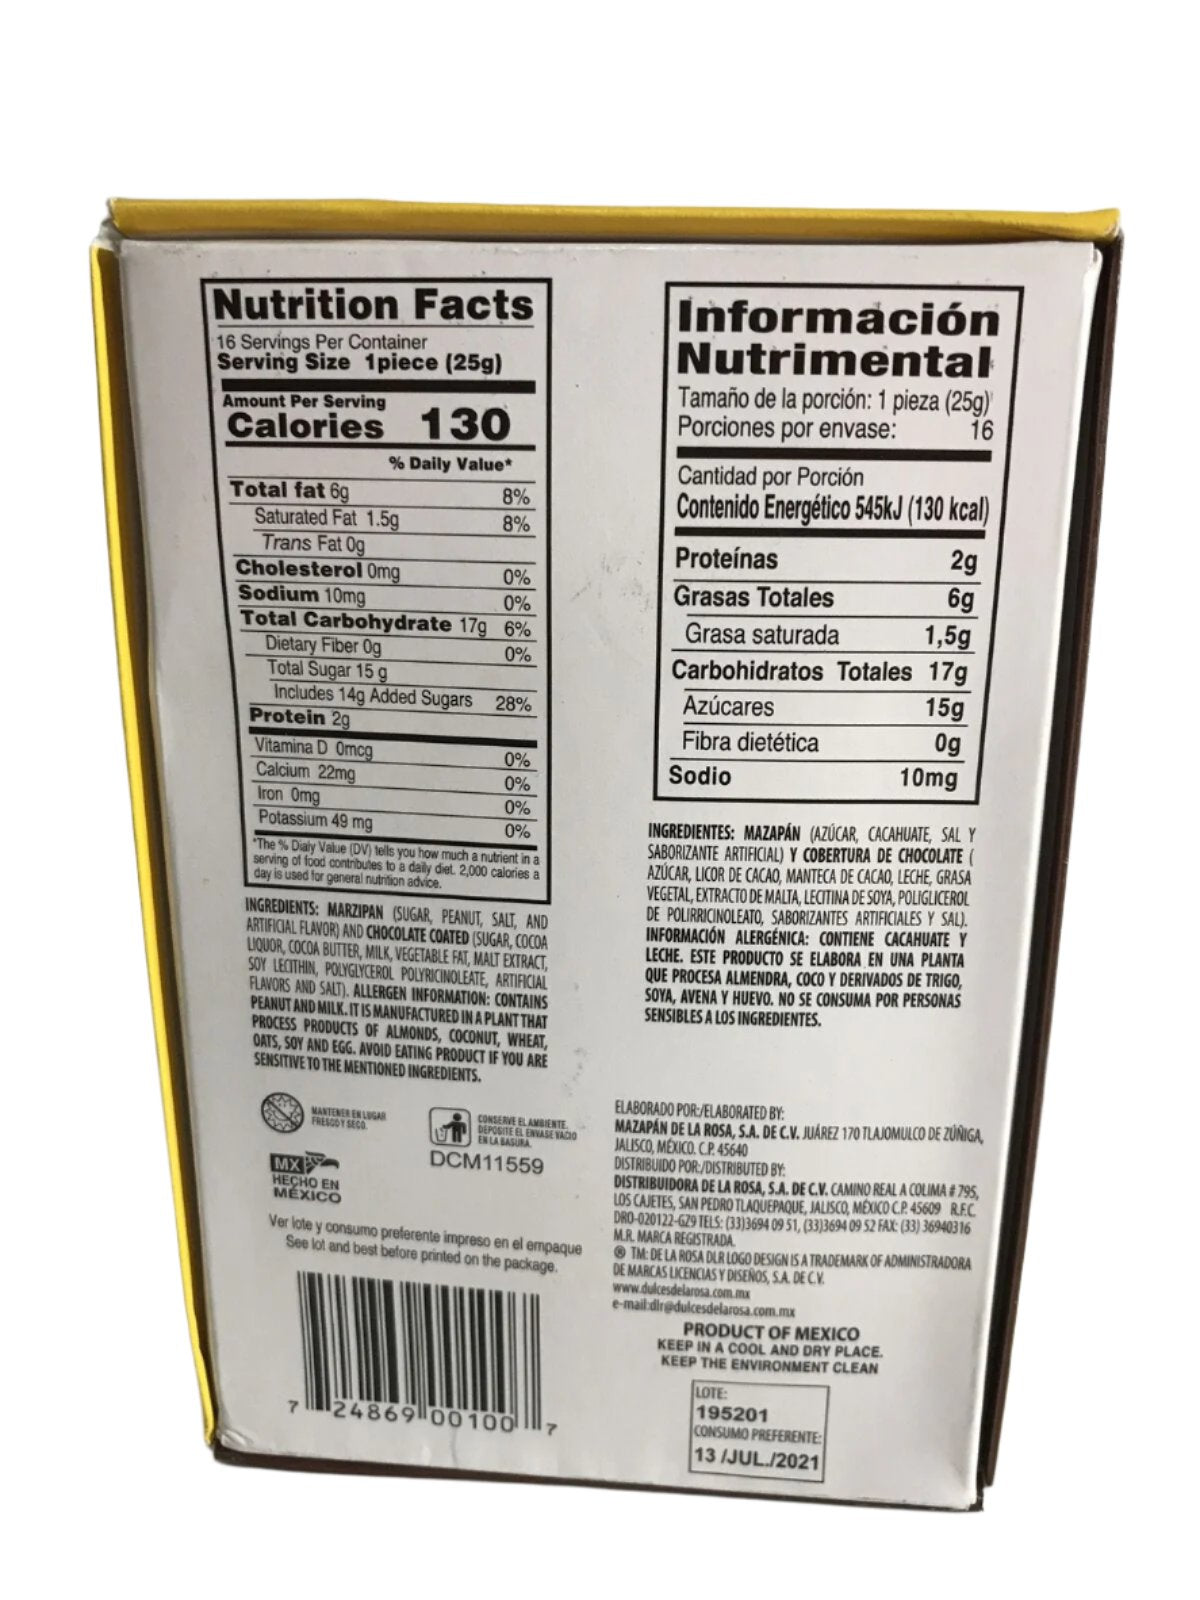 Nutrition Facts
16 Servings Per Container
Serving Size 1piece (25g)
Amount Per Serving
Calories 130
% Daily Value*
Total fat 6g 8%
Saturated Fat 1.5g 8%
Trans Fat 0g
Cholesterol 0mg 0%
Sodium 10mg 0%
Total Carbohydrate 17g 6%
Dietary Fiber 0g 0%
Total Sugar 15 g
Includes 14g Added Sugars 28%
Protein 2g
Vitamina D 0mcg 0%
Calcium 22mg 0%
Iron 0mg 0%
Potassium 49 mg 0%
*The % Dialy Value (DV) tells you how much a nutrient in a
serving of food contributes to a daily diet. 2,000 calories a
day is used for general nutrition advice.
INGREDIENTS: MARZIPAN (SUGAR, PEANUT, SALT, AND
ARTIFICIAL FLAVOR) AND CHOCOLATE COATED (SUGAR, COCOA
LIQUOR, COCOA BUTTER, MILK, VEGETABLE FAT, MALT EXTRACT,
SOY LECITHIN, POLYGLYCEROL POLYRICINOLEATE, ARTIFICIAL
FLAVORS AND SALT). ALLERGEN INFORMATION: CONTAINS
PEANUT AND MILK. IT IS MANUFACTURED IN A PLANT THAT
PROCESS PRODUCTS OF ALMONDS, COCONUT, WHEAT,
OATS, SOY AND EGG. AVOID EATING PRODUCT IF YOU ARE
SENSITIVE TO THE MENTIONED INGREDIENTS.
MANTENER EN LUGAR
FRESCO Y SECO.
CONSERVE EL AMBIENTE.
DEPOSITE EL ENVASE VACIO
EN LA BASURA.
DCM11559
MX
HECHO EN
MÉXICO
Ver lote y consumo preferente impreso en el empaque
See lot and best before printed on the package.
7 24869 00100 7
Información
Nutrimental
Tamaño de la porción: 1 pieza (25g)
Porciones por envase: 16
Cantidad por Porción
Contenido Energético 545kJ (130 kcal)
Proteínas 2g
Grasas Totales 6g
Grasa saturada 1,5g
Carbohidratos Totales 17g
Azúcares 15g
Fibra dietética 0g
Sodio 10mg
INGREDIENTES: MAZAPÁN (AZÚCAR, CACAHUATE, SAL Y
SABORIZANTE ARTIFICIAL) Y COBERTURA DE CHOCOLATE (
AZÚCAR, LICOR DE CACAO, MANTECA DE CACAO, LECHE, GRASA
VEGETAL, EXTRACTO DE MALTA, LECITINA DE SOYA, POLIGLICEROL
DE POLIRRICINOLEATO, SABORIZANTES ARTIFICIALES Y SAL).
INFORMACIÓN ALERGÉNICA: CONTIENE CACAHUATE Y
LECHE. ESTE PRODUCTO SE ELABORA EN UNA PLANTA
QUE PROCESA ALMENDRA, COCO Y DERIVADOS DE TRIGO,
SOYA, AVENA Y HUEVO. NO SE CONSUMA POR PERSONAS
SENSIBLES A LOS INGREDIENTES.
ELABORADO POR:/ELABORATED BY:
MAZAPÁN DE LA ROSA, S.A. DE C.V. JUÁREZ 170 TLAJOMULCO DE ZÚÑIGA,
JALISCO, MÉXICO. C.P. 45640
DISTRIBUIDO POR:/DISTRIBUTED BY:
DISTRIBUIDORA DE LA ROSA, S.A. DE C.V. CAMINO REAL A COLIMA # 795,
LOS CAJETES, SAN PEDRO TLAQUEPAQUE, JALISCO, MÉXICO C.P. 45609 R.F.C.
DRO-020122-GZ9 TELS: (33)3694 09 51, (33)3694 09 52 FAX: (33) 36940316
M.R. MARCA REGISTRADA.
® TM: DE LA ROSA DLR LOGO DESIGN IS A TRADEMARK OF ADMINISTRADORA
DE MARCAS LICENCIAS Y DISEÑOS, S.A. DE C.V.
www.dulcesdelarosa.com.mx
e-mail:dlr@dulcesdelarosa.com.mx
PRODUCT OF MEXICO
KEEP IN A COOL AND DRY PLACE.
KEEP THE ENVIRONMENT CLEAN
LOTE:
195201
CONSUMO PREFERENTE:
13 /JUL./2021